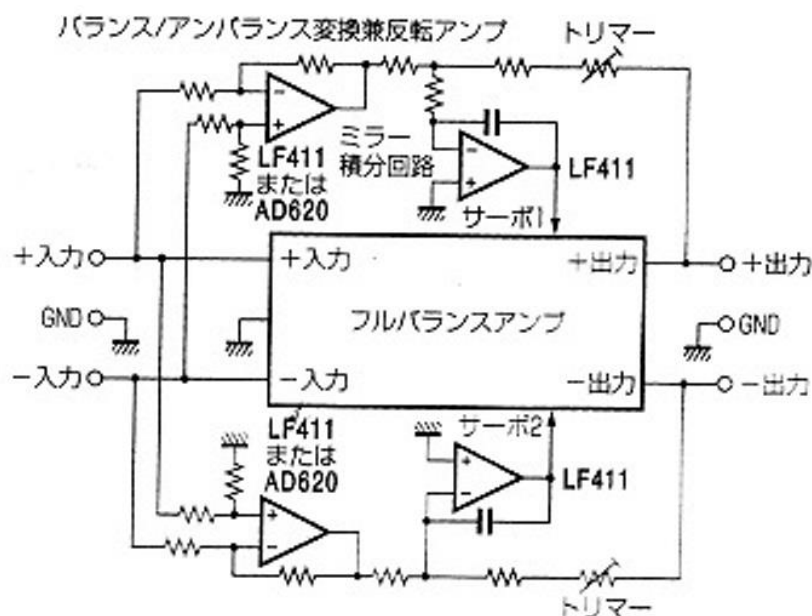 バランス/アンバランス変換兼反転アンプ
トリマー
LF411
または
AD620
ミラー
積分回路
LF411
サーボ1
+入力
+入力
+出力
+出力
GND
フルバランスアンプ
GND
-入力
-入力
-出力
-出力
LF411
または
AD620
サーボ2
LF411
トリマー